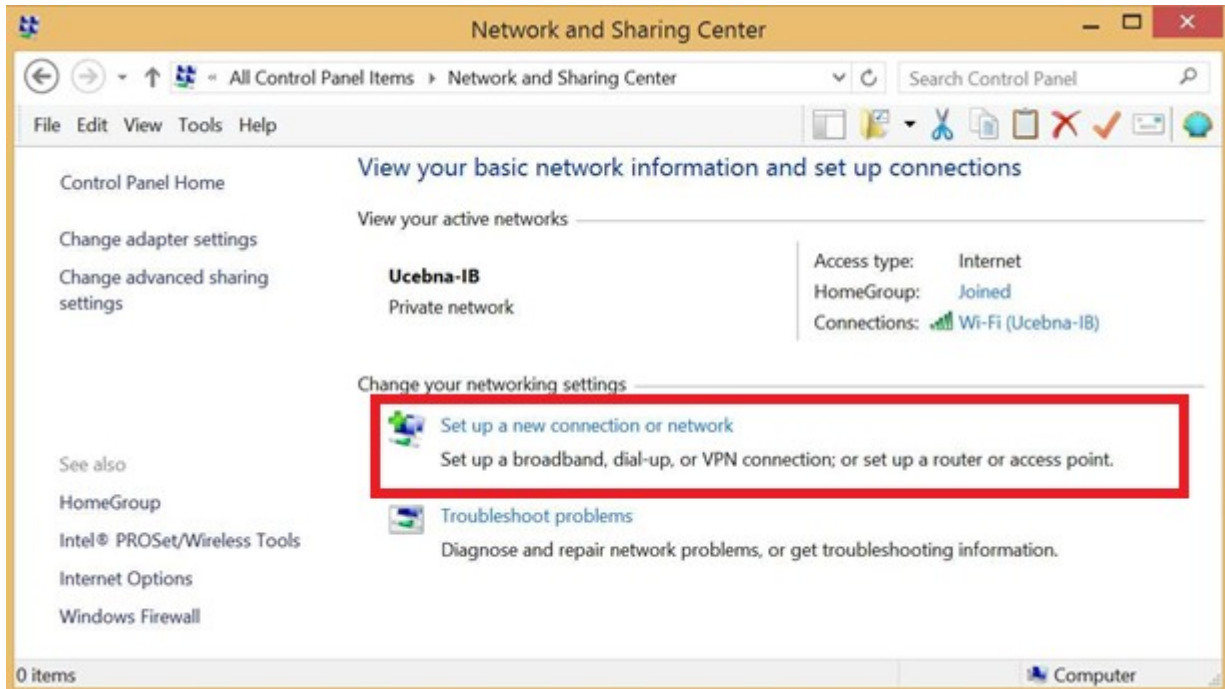 Network and Sharing Center
« All Control Panel Items Network and Sharing Center
Search Control Panel
File Edit View Tools Help
Control Panel Home
Change adapter settings
Change advanced sharing
settings
View your basic network information and set up connections
View your active networks
Ucebna-IB
Private network
Access type: Internet
HomeGroup: Joined
Connections: Wi-Fi (Ucebna-IB)
Change your networking settings
Set up a new connection or network
Set up a broadband, dial-up, or VPN connection; or set up a router or access point.
Troubleshoot problems
Diagnose and repair network problems, or get troubleshooting information.
See also
HomeGroup
Intel® PROSet/Wireless Tools
Internet Options
Windows Firewall
0 items
Computer